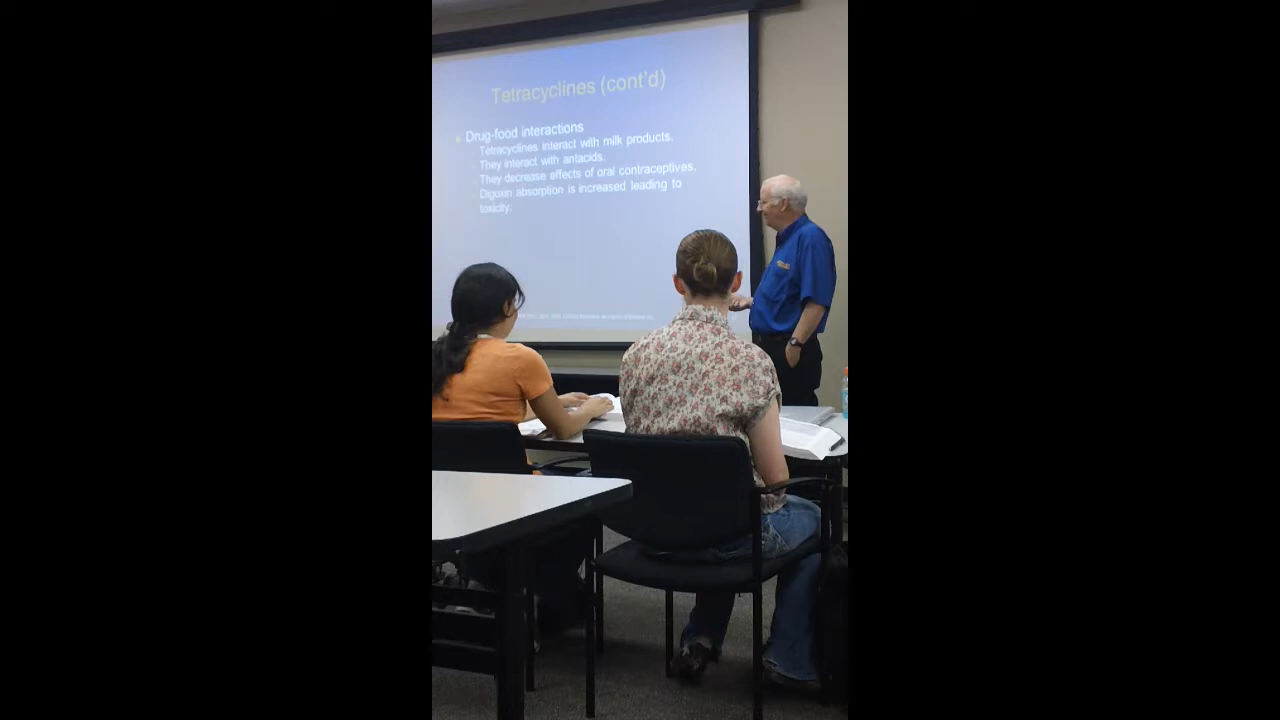 Tetracyclines (cont'd)
Drug-food interactions
Tetracyclines interact with milk products.
They interact with antacids.
They decrease effects of oral contraceptives.
Digoxin absorption is increased leading to
toxicity.